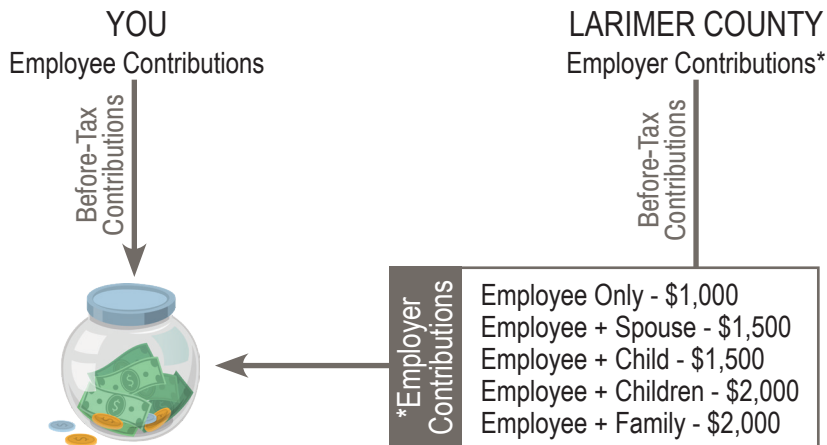 YOU
Employee Contributions
Before-Tax
Contributions
LARIMER COUNTY
Employer Contributions*
Before-Tax
Contributions
*Employer
Contributions
Employee Only - $1,000
Employee + Spouse - $1,500
Employee + Child - $1,500
Employee + Children - $2,000
Employee + Family - $2,000